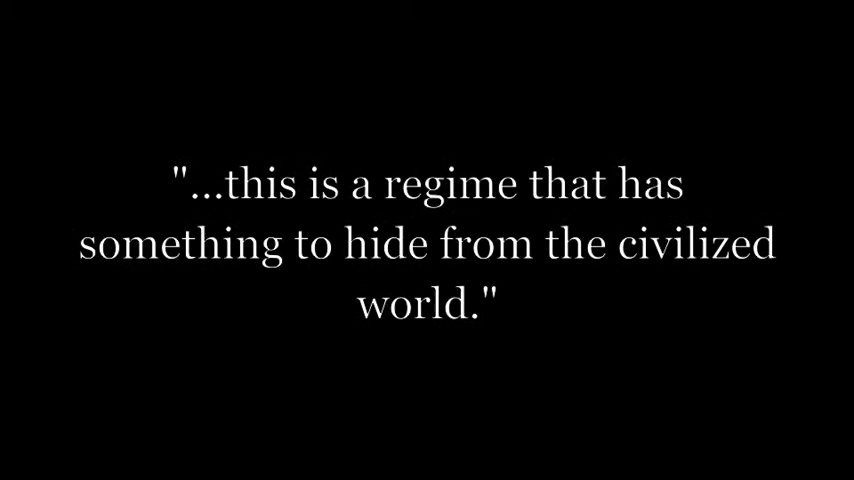 "...this is a regime that has
something to hide from the civilized
world."